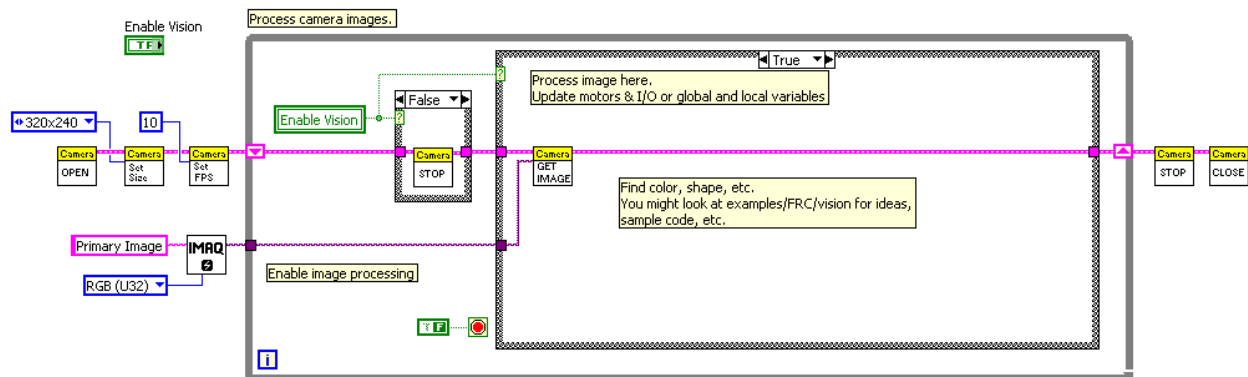 Process camera images.
Enable Vision
TF
True
Process image here.
Update motors & I/O or global and local variables
?
320x240
10
False
Enable Vision
?
Camera
OPEN
Camera
Set
Size
Camera
Set
FPS
Camera
STOP
Camera
GET
IMAGE
Camera
STOP
Camera
CLOSE
Find color, shape, etc.
You might look at examples/FRC/vision for ideas,
sample code, etc.
Primary Image
IMAQ
Enable image processing
RGB (U32)
F
i